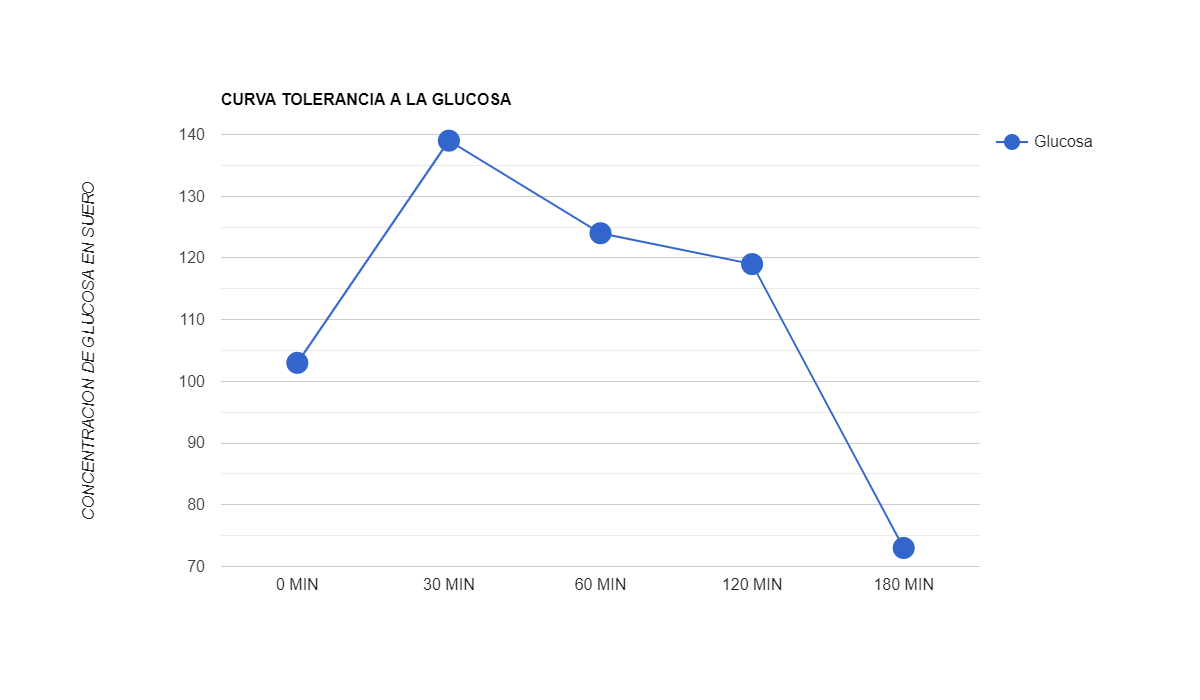 CURVA TOLERANCIA A LA GLUCOSA
Glucosa
CONCENTRACION DE GLUCOSA EN SUERO
140
130
120
110
100
90
80
70
0 MIN 30 MIN 60 MIN 120 MIN 180 MIN